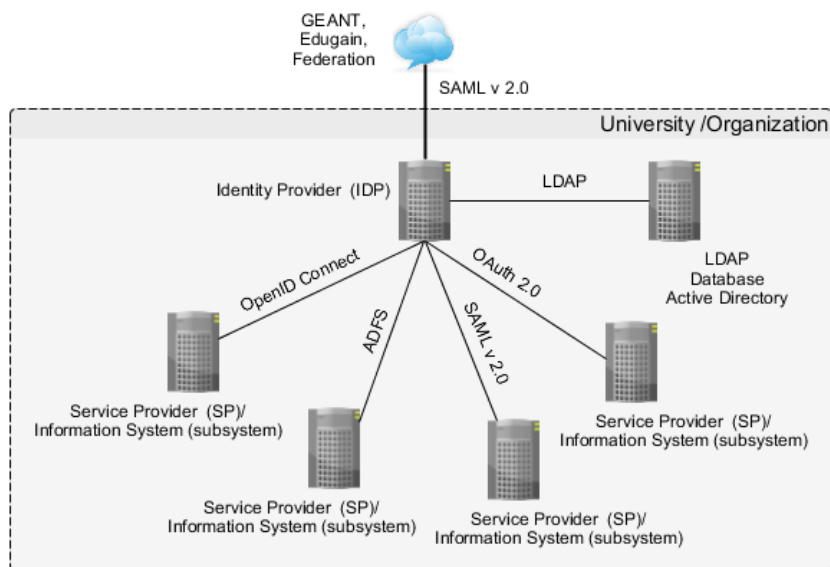 GEANT,
Edugain,
Federation
SAML v 2.0
University /Organization
Identity Provider (IDP)
LDAP
LDAP
Database
Active Directory
OpenID Connect
ADFS
SAML v 2.0
OAuth 2.0
Service Provider (SP)/
Information System (subsystem)
Service Provider (SP)/
Information System (subsystem)
Service Provider (SP)/
Information System (subsystem)
Service Provider (SP)/
Information System (subsystem)